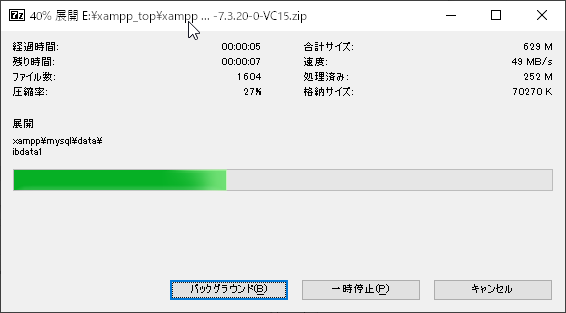 7z 40% 展開 E:¥xampp_top¥xampp ... -7.3.20-0-VC15.zip
経過時間: 00:00:05 合計サイズ: 629 M
残り時間: 00:00:07 速度: 49 MB/s
ファイル数: 1604 処理済み: 252 M
圧縮率: 27% 格納サイズ: 70270 K
展開
xampp¥mysql¥data¥
ibdata1
バックグラウンド(B) 一時停止(P) キャンセル